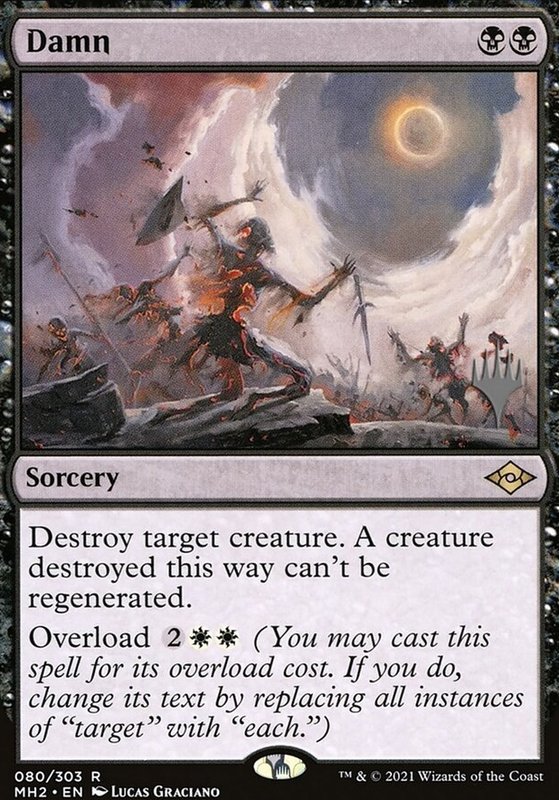 Damn
Sorcery
Destroy target creature. A creature
destroyed this way can't be
regenerated.
Overload 2 (You may cast this
spell for its overload cost. If you do,
change its text by replacing all instances
of “target” with “each.”)
080/303 R
MH2 • EN Lucas Graciano
™ & © 2021 Wizards of the Coast